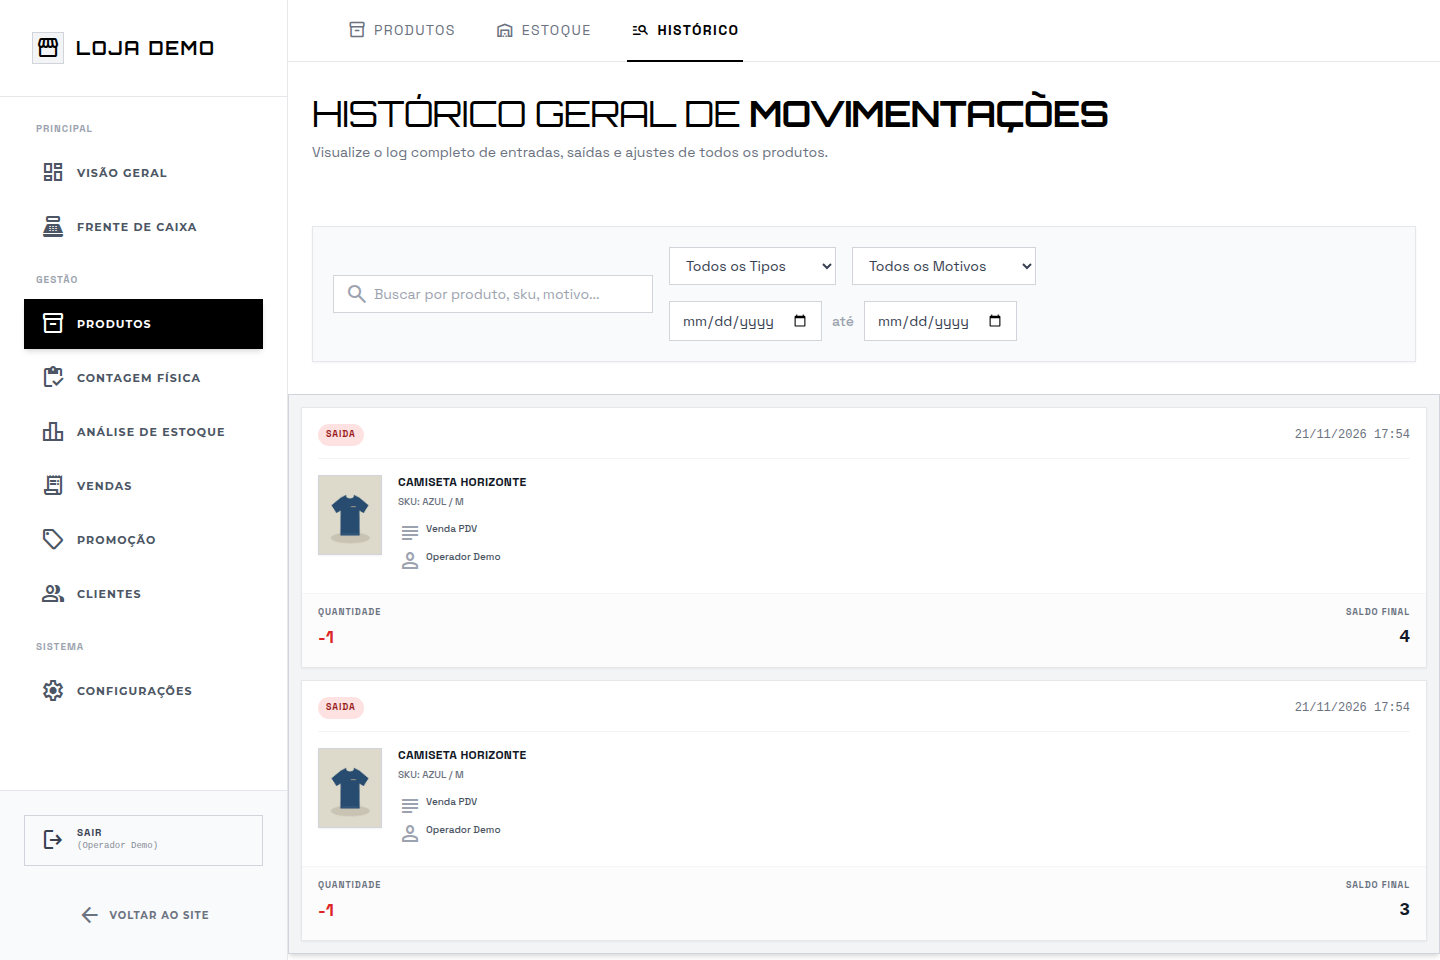 LOJA DEMO
PRINCIPAL
VISÃO GERAL
FRENTE DE CAIXA
GESTÃO
PRODUTOS
CONTAGEM FÍSICA
ANÁLISE DE ESTOQUE
VENDAS
PROMOÇÃO
CLIENTES
SISTEMA
CONFIGURAÇÕES
SAIR
(Operador Demo)
VOLTAR AO SITE
PRODUTOS ESTOQUE HISTÓRICO
HISTÓRICO GERAL DE MOVIMENTAÇÕES
Visualize o log completo de entradas, saídas e ajustes de todos os produtos.
Buscar por produto, sku, motivo...
Todos os Tipos Todos os Motivos
mm/dd/yyyy até mm/dd/yyyy
SAIDA 21/11/2026 17:54
CAMISETA HORIZONTE
SKU: AZUL / M
Venda PDV
Operador Demo
QUANTIDADE SALDO FINAL
-1 4
SAIDA 21/11/2026 17:54
CAMISETA HORIZONTE
SKU: AZUL / M
Venda PDV
Operador Demo
QUANTIDADE SALDO FINAL
-1 3